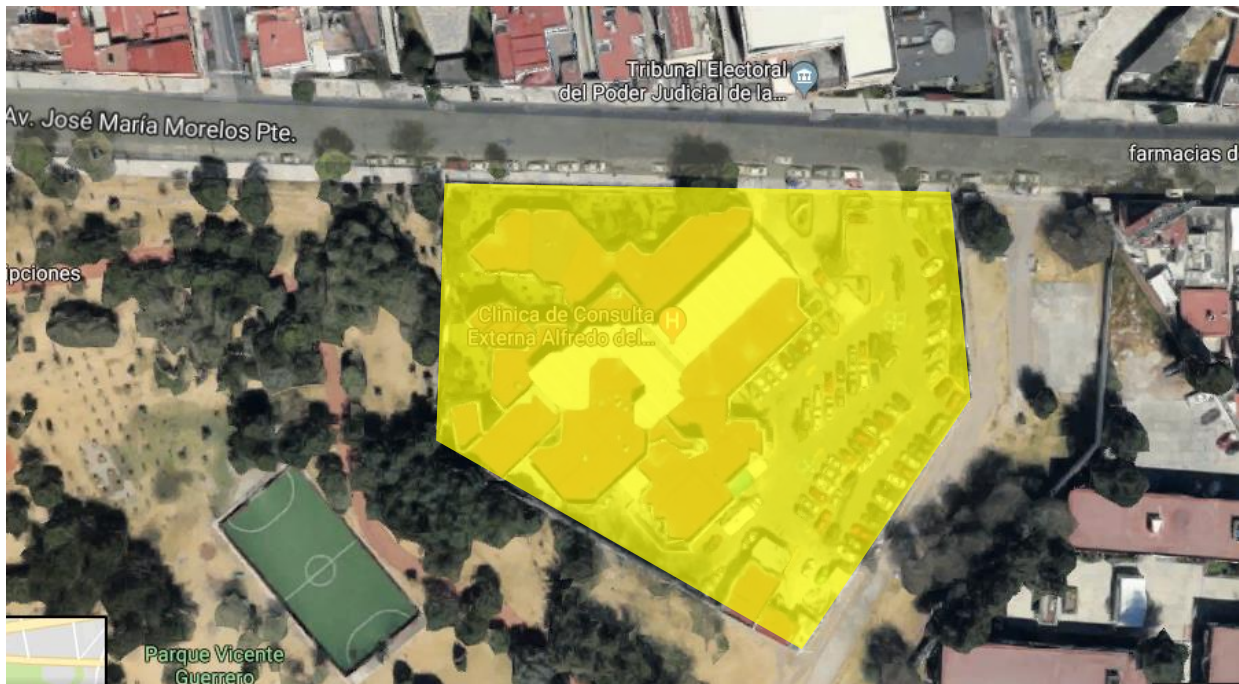 Tribunal Electoral
del Poder Judicial de la...
Av. José María Morelos Pte.
farmacias d
ipciones
Clinica de Consulta
Externa Alfredo del...
H
Parque Vicente
Guerrero